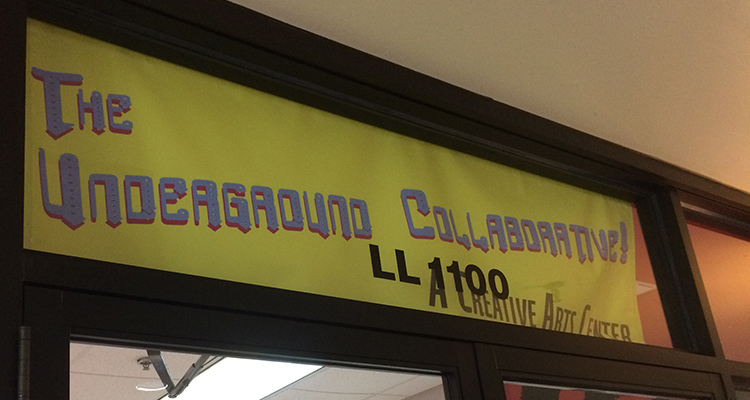 The
Underground Collaborative!
LL 1100
A Creative Arts Center